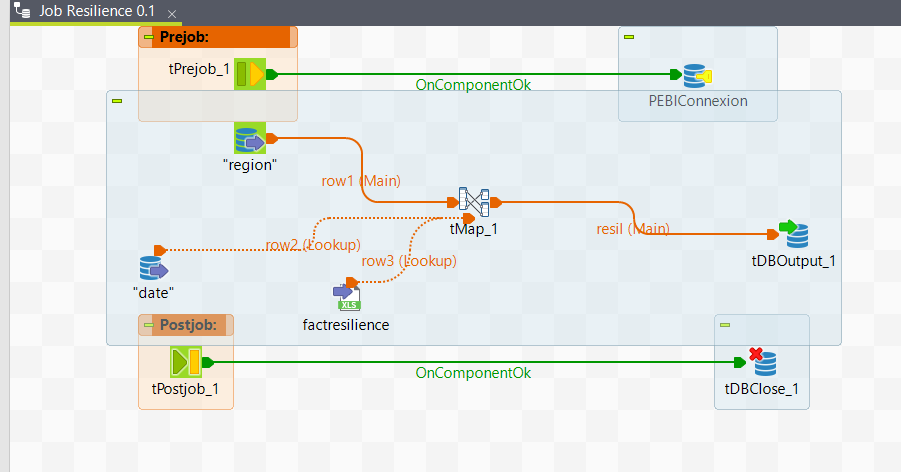 Job Resilience 0.1
Prejob:
tPrejob_1
OnComponentOk
PEBIConnexion
"region"
row1 (Main)
tMap_1
resil (Main)
row2 (Lookup)
tDBOutput_1
row3 (Lookup)
"date"
XLS
factresilience
Postjob:
OnComponentOk
tPostjob_1
tDBClose_1